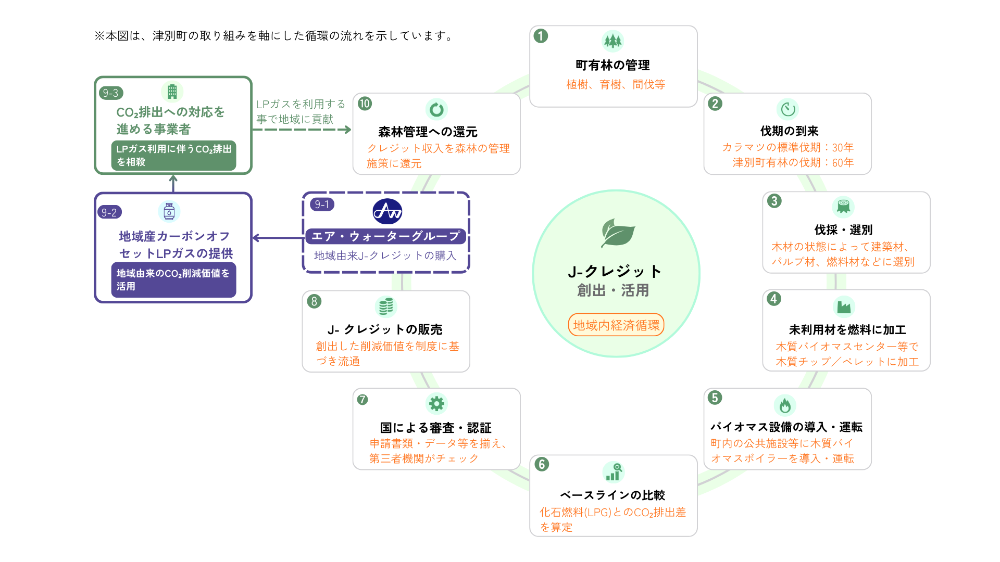 ※本図は、津別町の取り組みを軸にした循環の流れを示しています。
1
町有林の管理
植樹、育樹、間伐等
2
伐期の到来
カラマツの標準伐期：30年
津別町有林の伐期：60年
3
伐採・選別
木材の状態によって建築材、
パルプ材、燃料材などに選別
4
未利用材を燃料に加工
木質バイオマスセンター等で
木質チップ／ペレットに加工
5
バイオマス設備の導入・運転
町内の公共施設等に木質バイ
オマスボイラーを導入・運転
6
ベースラインの比較
化石燃料(LPG)とのCO₂排出差
を算定
7
国による審査・認証
申請書類・データ等を揃え、
第三者機関がチェック
8
J- クレジットの販売
創出した削減価値を制度に基
づき流通
9-1
AW
エア・ウォーターグループ
地域由来J-クレジットの購入
9-2
地域産カーボンオフ
セットLPガスの提供
地域由来のCO₂削減価値を
活用
9-3
CO₂排出への対応を
進める事業者
LPガス利用に伴うCO₂排出
を相殺
LPガスを利用する
事で地域に貢献
10
森林管理への還元
クレジット収入を森林の管理
施策に還元
J-クレジット
創出・活用
地域内経済循環